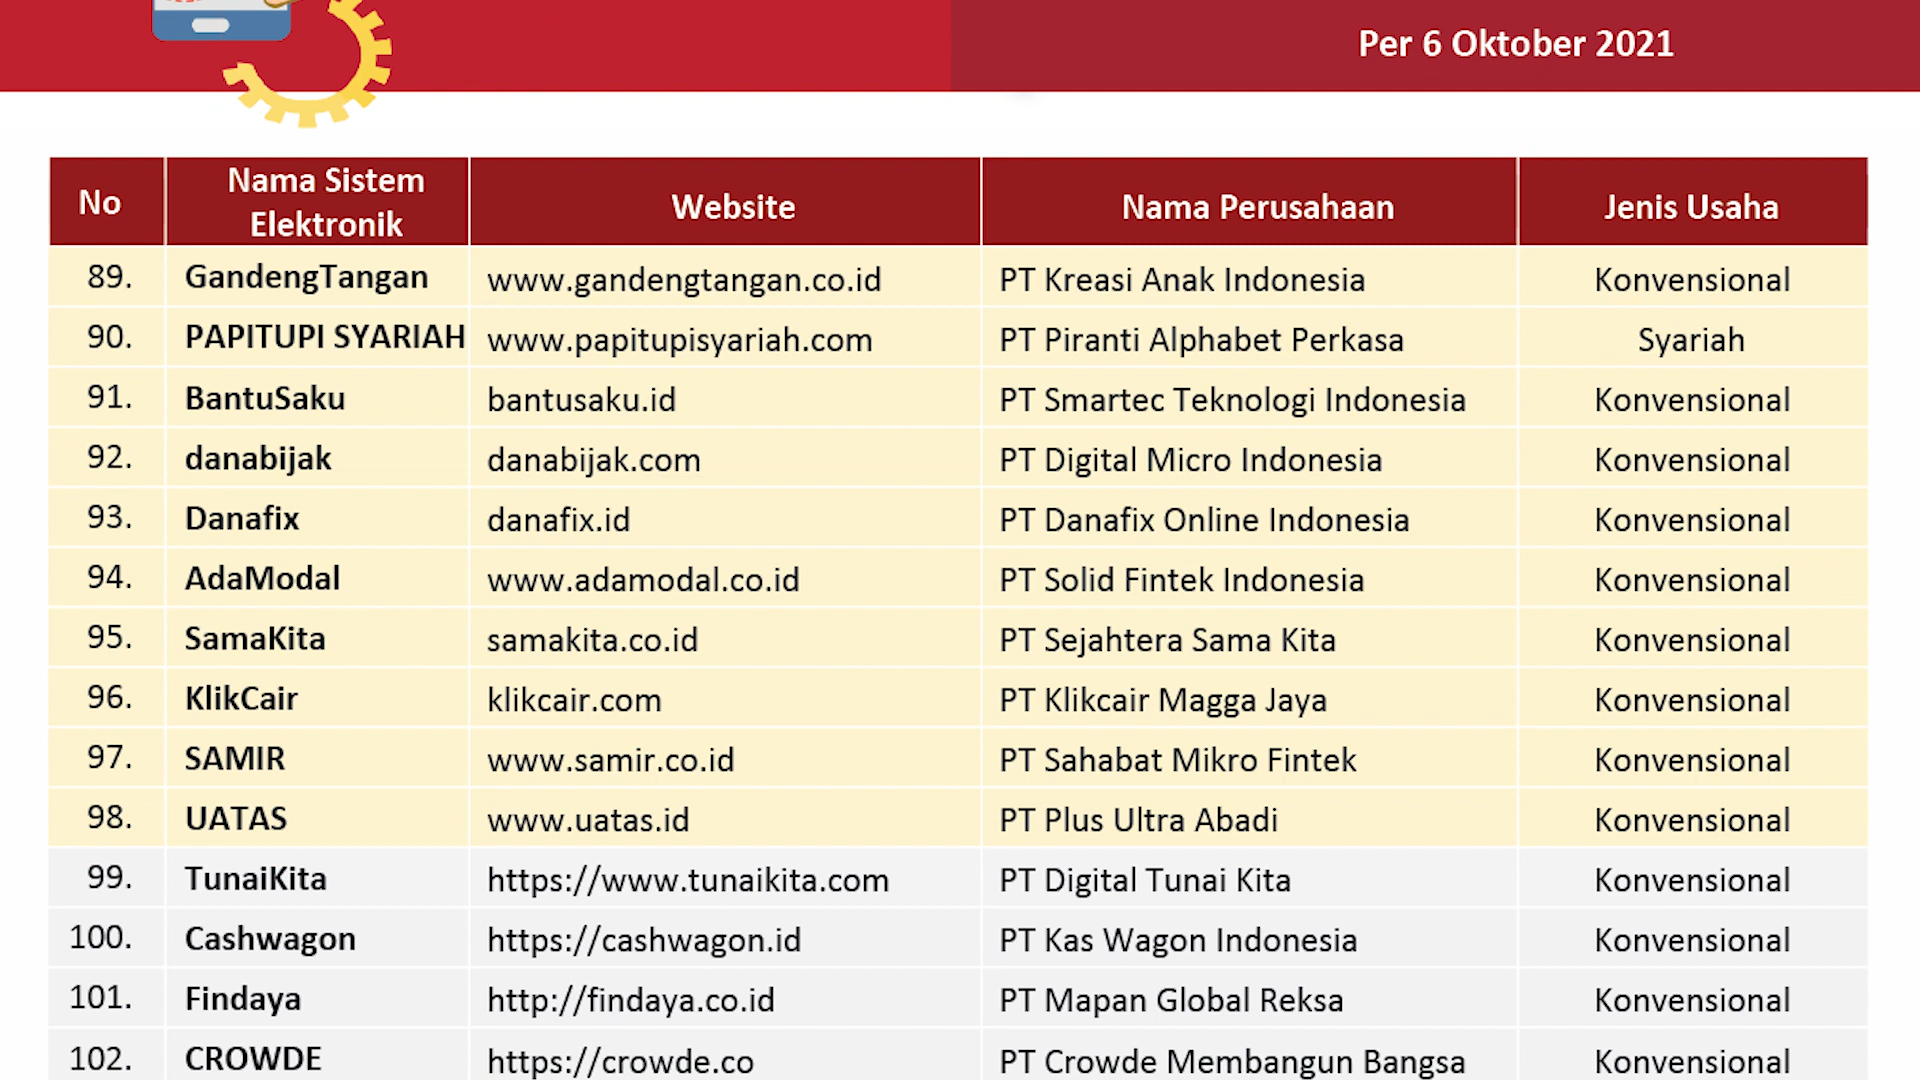 Per 6 Oktober 2021
No Nama Sistem Elektronik Website Nama Perusahaan Jenis Usaha
89. GandengTangan www.gandengtangan.co.id PT Kreasi Anak Indonesia Konvensional
90. PAPITUPI SYARIAH www.papitupisyariah.com PT Piranti Alphabet Perkasa Syariah
91. BantuSaku bantusaku.id PT Smartec Teknologi Indonesia Konvensional
92. danabijak danabijak.com PT Digital Micro Indonesia Konvensional
93. Danafix danafix.id PT Danafix Online Indonesia Konvensional
94. AdaModal www.adamodal.co.id PT Solid Fintek Indonesia Konvensional
95. SamaKita samakita.co.id PT Sejahtera Sama Kita Konvensional
96. KlikCair klikcair.com PT Klikcair Magga Jaya Konvensional
97. SAMIR www.samir.co.id PT Sahabat Mikro Fintek Konvensional
98. UATAS www.uatas.id PT Plus Ultra Abadi Konvensional
99. TunaiKita https://www.tunaikita.com PT Digital Tunai Kita Konvensional
100. Cashwagon https://cashwagon.id PT Kas Wagon Indonesia Konvensional
101. Findaya http://findaya.co.id PT Mapan Global Reksa Konvensional
102. CROWDE https://crowde.co PT Crowde Membangun Bangsa Konvensional